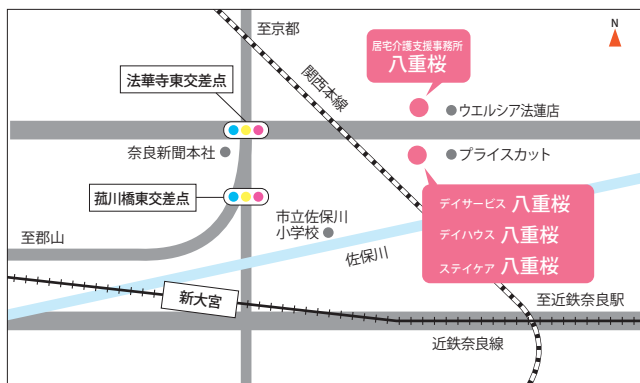 至京都
N
居宅介護支援事務所
八重桜
関西本線
法華寺東交差点
ウエルシア法蓮店
奈良新聞本社
プライスカット
菰川橋東交差点
デイサービス 八重桜
デイハウス 八重桜
ステイケア 八重桜
市立佐保川
小学校
至郡山
佐保川
新大宮
至近鉄奈良駅
近鉄奈良線